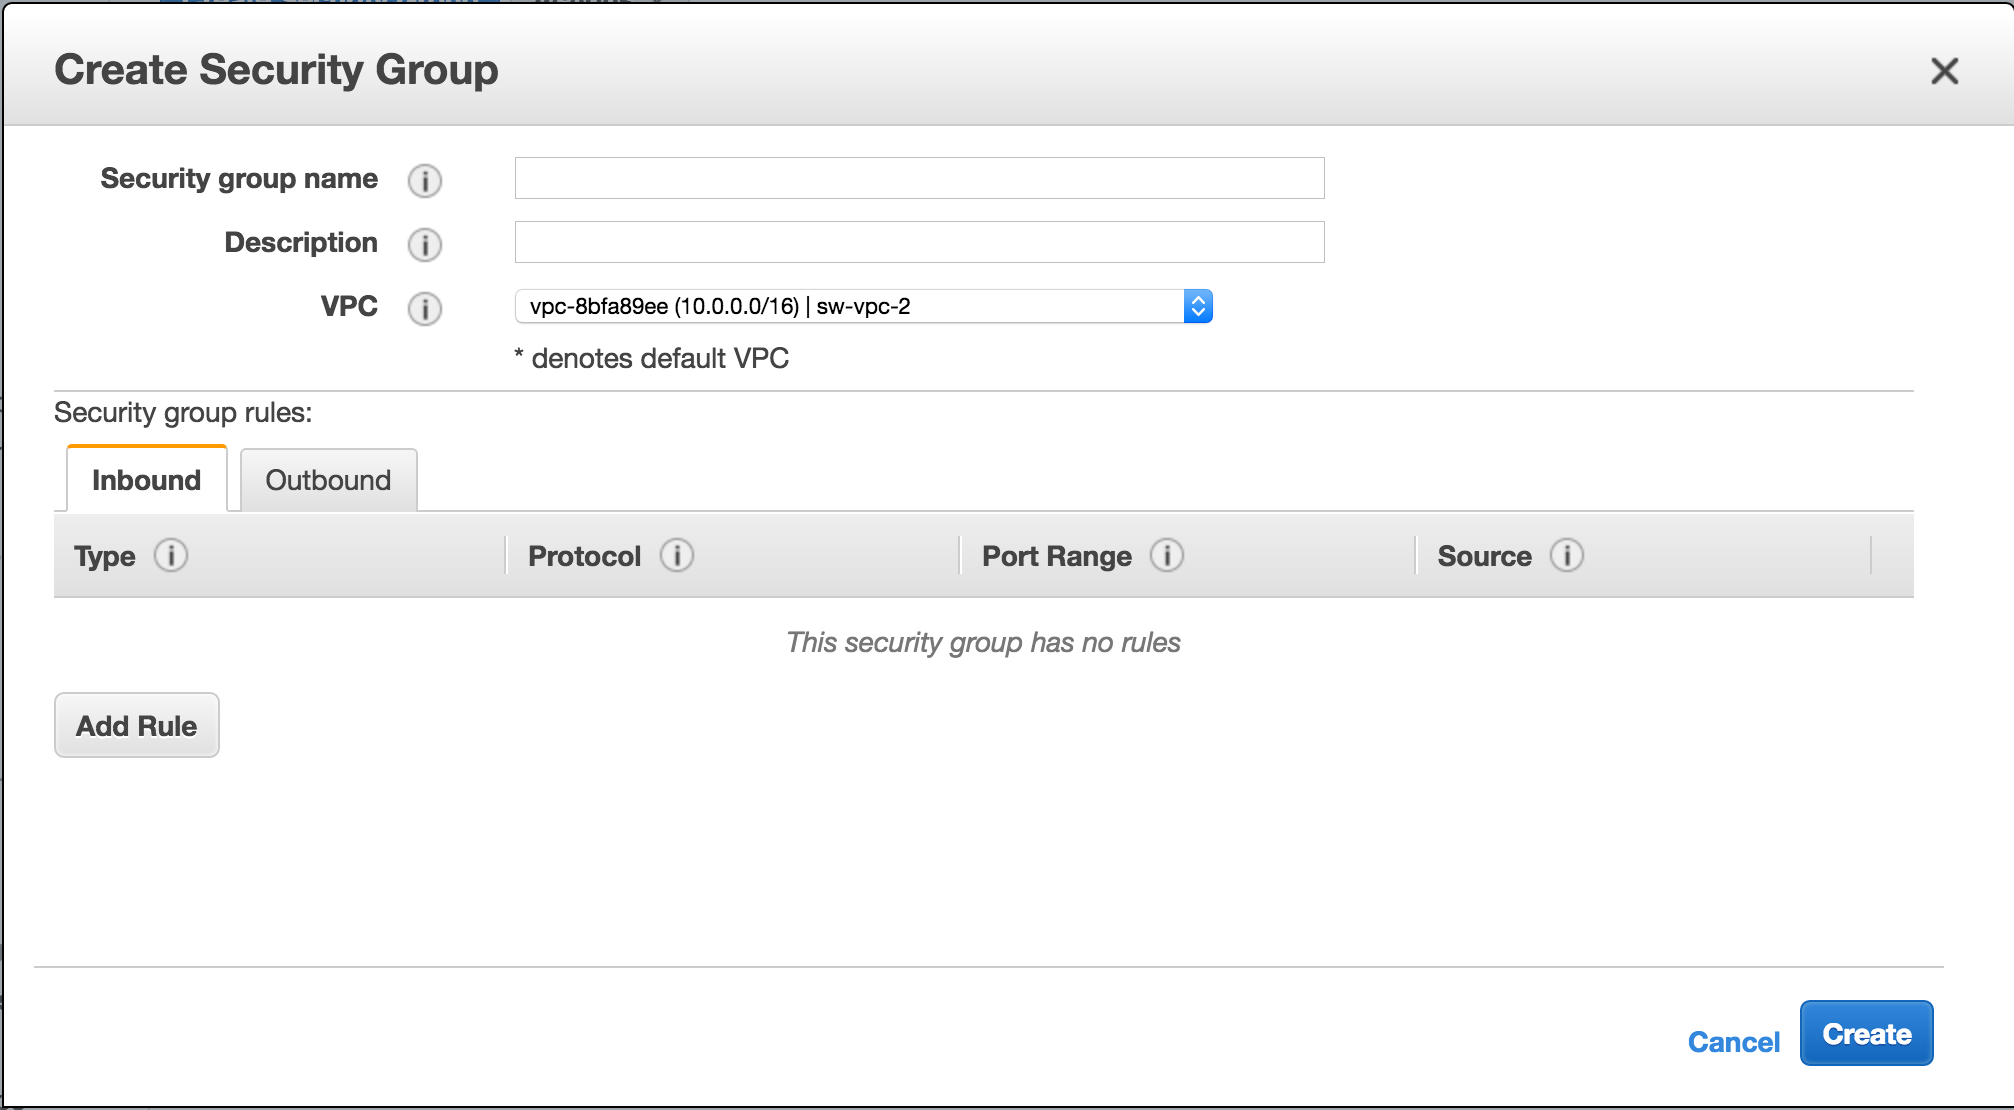 Create Security Group
Security group name
Description
VPC
vpc-8bfa89ee (10.0.0.0/16) | sw-vpc-2
* denotes default VPC
Security group rules:
Inbound Outbound
Type Protocol Port Range Source
This security group has no rules
Add Rule
Cancel Create